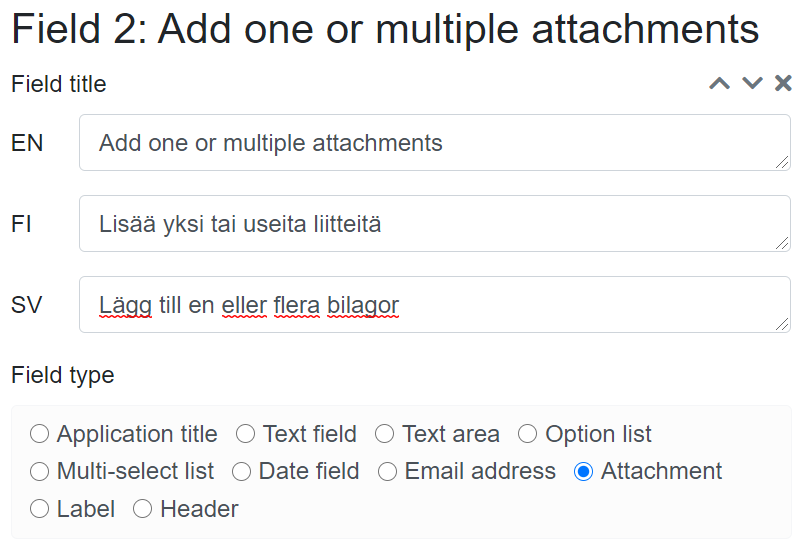 Field 2: Add one or multiple attachments
Field title
EN Add one or multiple attachments
FI Lisää yksi tai useita liitteitä
SV Lägg till en eller flera bilagor
Field type
Application title Text field Text area Option list
Multi-select list Date field Email address Attachment
Label Header